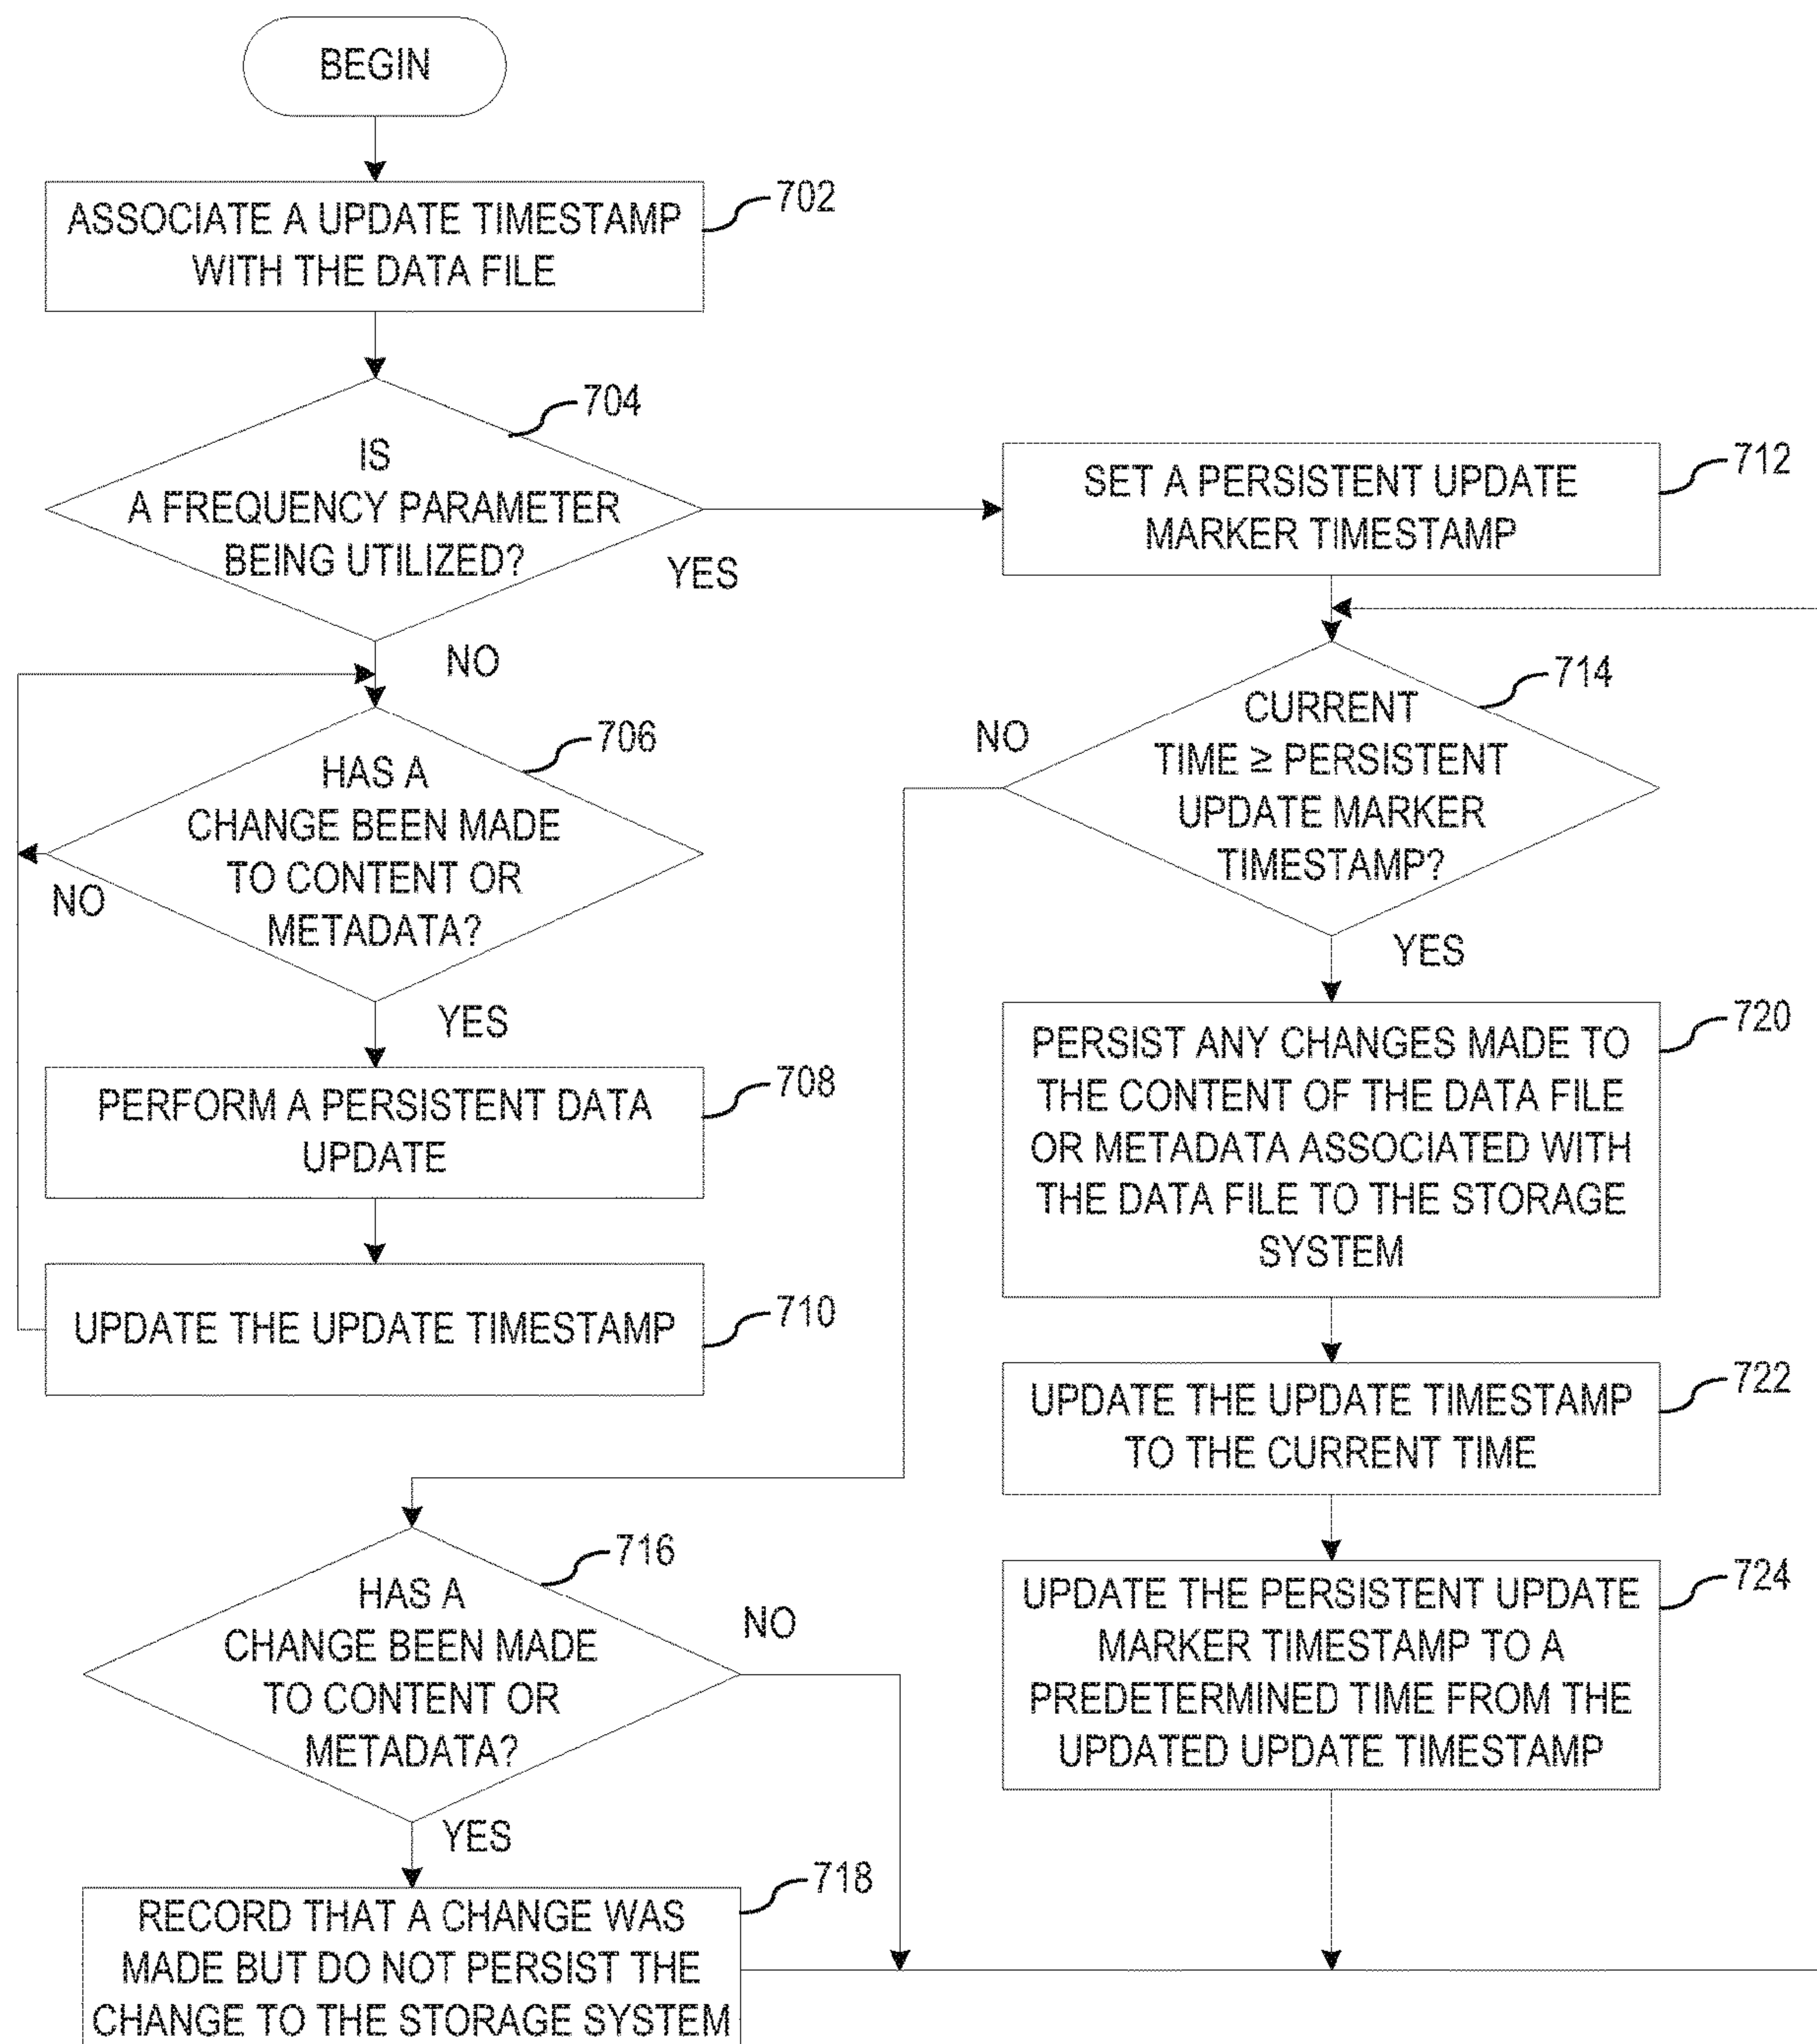 BEGIN
ASSOCIATE A UPDATE TIMESTAMP
WITH THE DATA FILE
702
IS
A FREQUENCY PARAMETER
BEING UTILIZED?
704
YES
NO
HAS A
CHANGE BEEN MADE
TO CONTENT OR
METADATA?
706
NO
YES
PERFORM A PERSISTENT DATA
UPDATE
708
UPDATE THE UPDATE TIMESTAMP
710
SET A PERSISTENT UPDATE
MARKER TIMESTAMP
712
CURRENT
TIME ≥ PERSISTENT
UPDATE MARKER
TIMESTAMP?
714
NO
YES
HAS A
CHANGE BEEN MADE
TO CONTENT OR
METADATA?
716
NO
YES
RECORD THAT A CHANGE WAS
MADE BUT DO NOT PERSIST THE
CHANGE TO THE STORAGE SYSTEM
718
PERSIST ANY CHANGES MADE TO
THE CONTENT OF THE DATA FILE
OR METADATA ASSOCIATED WITH
THE DATA FILE TO THE STORAGE
SYSTEM
720
UPDATE THE UPDATE TIMESTAMP
TO THE CURRENT TIME
722
UPDATE THE PERSISTENT UPDATE
MARKER TIMESTAMP TO A
PREDETERMINED TIME FROM THE
UPDATED UPDATE TIMESTAMP
724